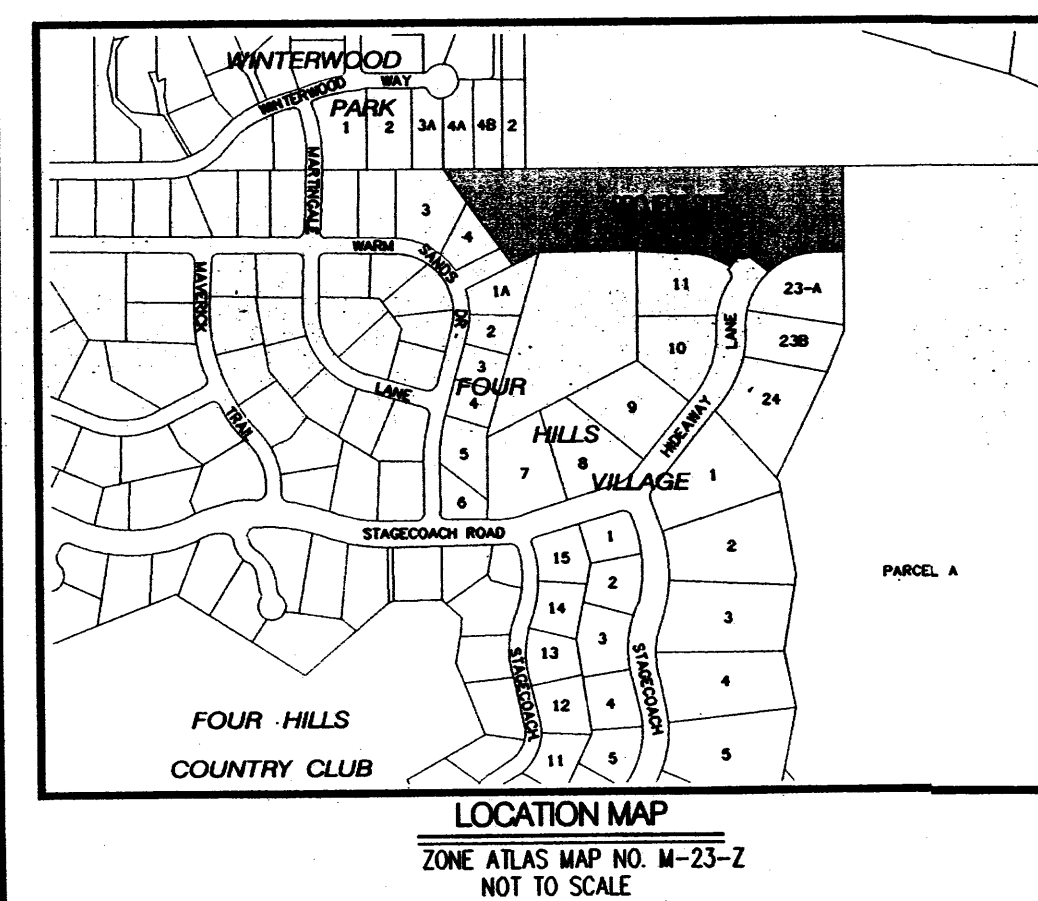 WINTERWOOD
PARK
WINTERWOOD WAY
1 2 3A 4A 4B 2
MARTINGALE
LANE
3
4
WARM SANDS DR.
MAVERICK
TRAIL
1A
2
3
4
5
6
FOUR
HILLS
VILLAGE
11
10
9
8
7
HIDEAWAY LANE
23-A
23B
24
1
2
3
4
5
PARCEL A
STAGECOACH ROAD
1
2
3
4
5
15
14
13
12
11
STAGECOACH
STAGECOACH
FOUR HILLS
COUNTRY CLUB
LOCATION MAP
ZONE ATLAS MAP NO. M-23-Z
NOT TO SCALE